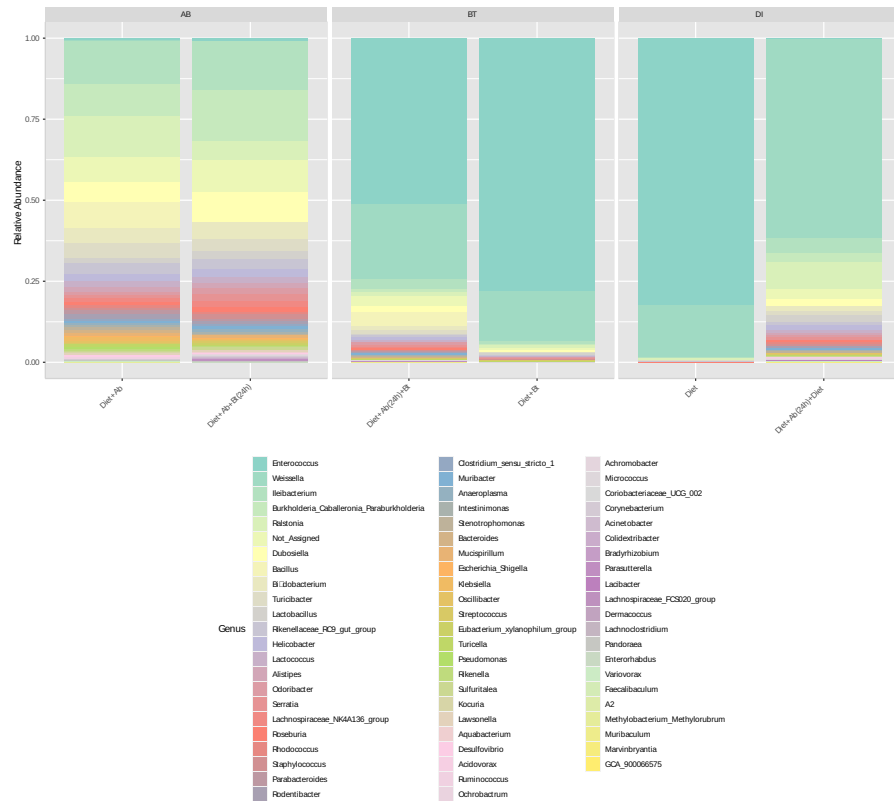 AB BT DI
1.00
0.75
0.50
0.25
0.00
Relative Abundance
Diet+Ab
Diet+Ab+Bt(24h)
Diet+Ab(24h)+Bt
Diet+Bt
Diet
Diet+Ab(24h)+Diet
Genus
Enterococcus
Weissella
Ileibacterium
Burkholderia_Caballeronia_Paraburkholderia
Ralstonia
Not_Assigned
Dubosiella
Bacillus
Bi□dobacterium
Turicibacter
Lactobacillus
Rikenellaceae_RC9_gut_group
Helicobacter
Lactococcus
Alistipes
Odoribacter
Serratia
Lachnospiraceae_NK4A136_group
Roseburia
Rhodococcus
Staphylococcus
Parabacteroides
Rodentibacter
Clostridium_sensu_stricto_1
Muribacter
Anaeroplasma
Intestinimonas
Stenotrophomonas
Bacteroides
Mucispirillum
Escherichia_Shigella
Klebsiella
Oscillibacter
Streptococcus
Eubacterium_xylanophilum_group
Turicella
Pseudomonas
Rikenella
Sulfuritalea
Kocuria
Lawsonella
Aquabacterium
Desulfovibrio
Acidovorax
Ruminococcus
Ochrobactrum
Achromobacter
Micrococcus
Coriobacteriaceae_UCG_002
Corynebacterium
Acinetobacter
Colidextribacter
Bradyrhizobium
Parasutterella
Lacibacter
Lachnospiraceae_FCS020_group
Dermacoccus
Lachnoclostridium
Pandoraea
Enterorhabdus
Variovorax
Faecalibaculum
A2
Methylobacterium_Methylorubrum
Muribaculum
Marvinbryantia
GCA_900066575